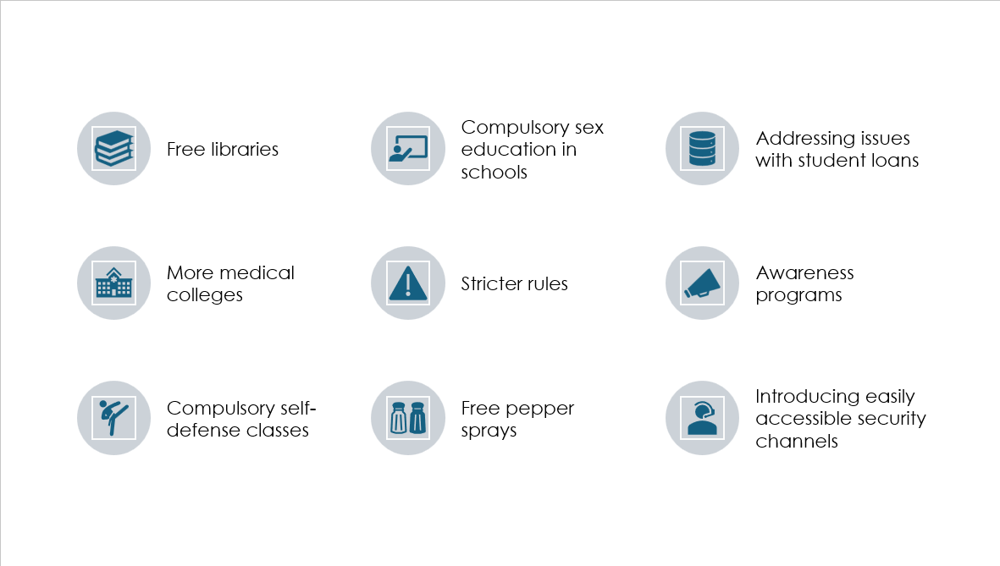 Free libraries
Compulsory sex
education in
schools
Addressing issues
with student loans
More medical
colleges
Stricter rules
Awareness
programs
Compulsory self-
defense classes
Free pepper
sprays
Introducing easily
accessible security
channels